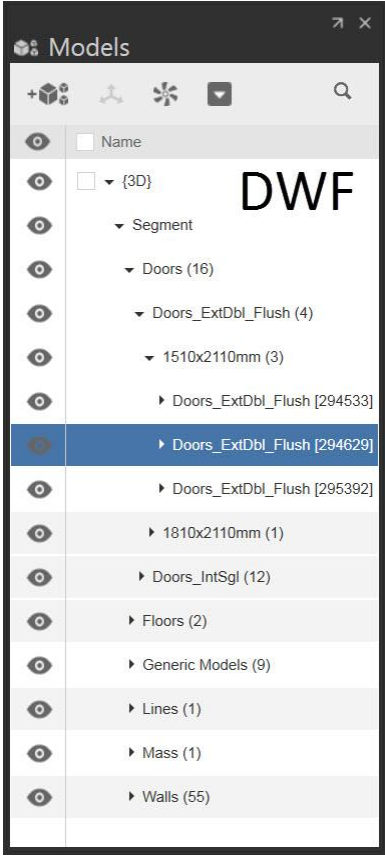 Models
Name
{3D}
DWF
Segment
Doors (16)
Doors_ExtDbl_Flush (4)
1510x2110mm (3)
Doors_ExtDbl_Flush [294533]
Doors_ExtDbl_Flush [294629]
Doors_ExtDbl_Flush [295392]
1810x2110mm (1)
Doors_IntSgl (12)
Floors (2)
Generic Models (9)
Lines (1)
Mass (1)
Walls (55)